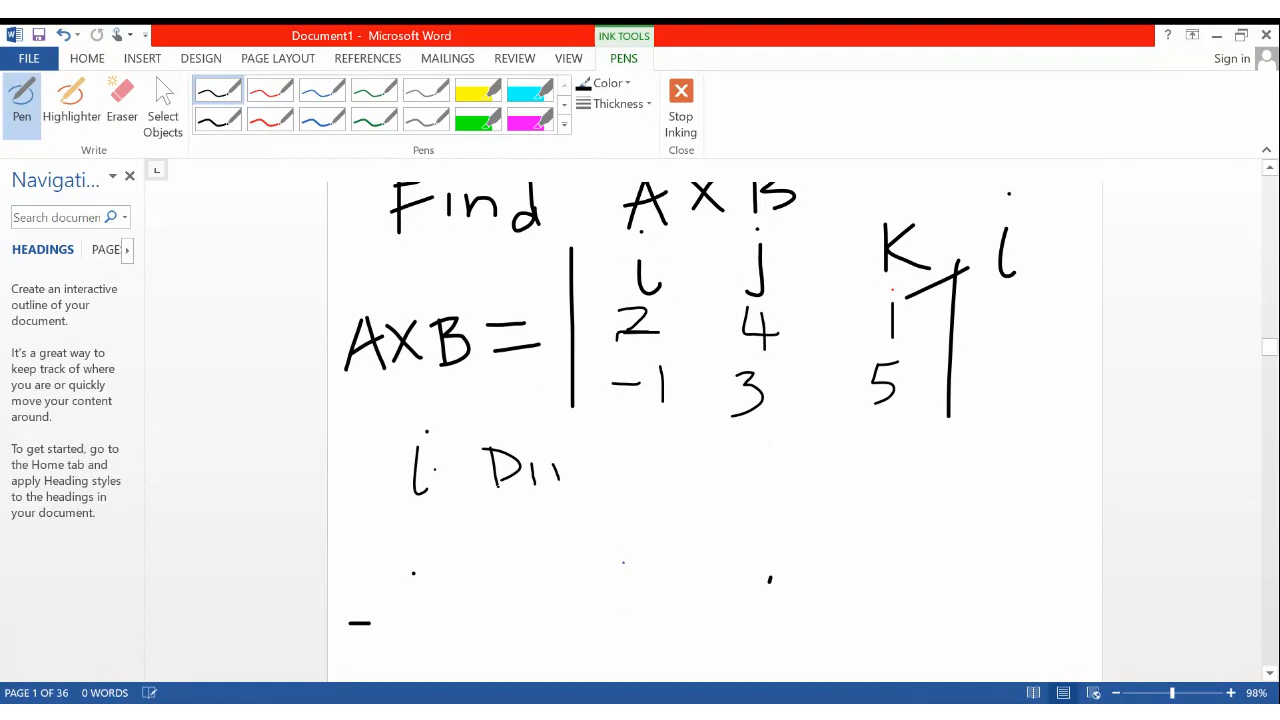 Document1 - Microsoft Word
INK TOOLS
?
FILE HOME INSERT DESIGN PAGE LAYOUT REFERENCES MAILINGS REVIEW VIEW PENS Sign in
Pen Highlighter Eraser Select Objects
Color
Thickness
Stop Inking
Write Pens Close
Navigati...
Search documen
HEADINGS PAGE
Create an interactive
outline of your
document.
It's a great way to
keep track of where
you are or quickly
move your content
around.
To get started, go to
the Home tab and
apply Heading styles
to the headings in
your document.
Find A X B
i j K i
AXB = | 2 4 1 |
-1 3 5
i D11
-
PAGE 1 OF 36 0 WORDS 98%